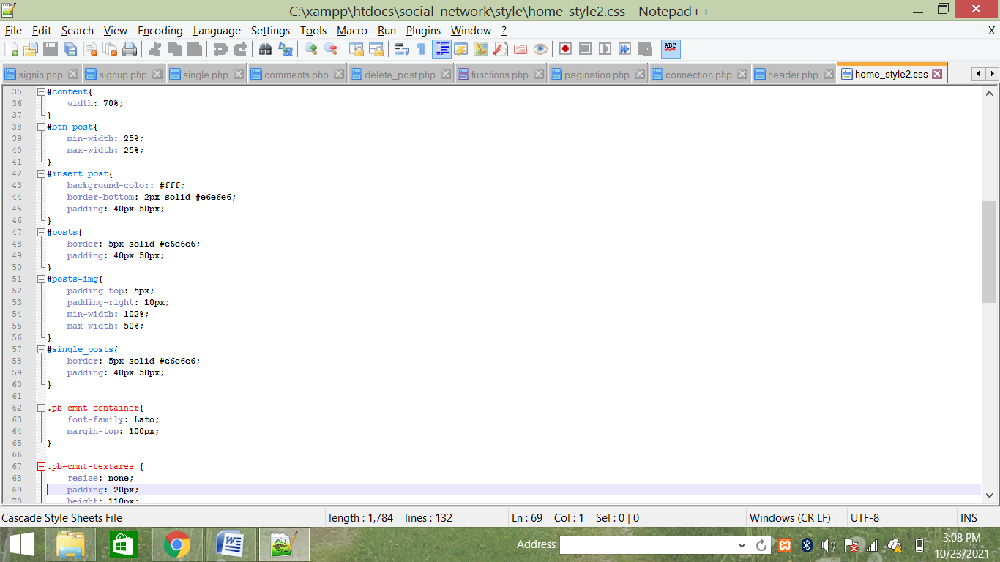 C:\xampp\htdocs\social_network\style\home_style2.css - Notepad++
File Edit Search View Encoding Language Settings Tools Macro Run Plugins Window ? X
ABC
signin.php signup.php single.php comments.php delete_post.php functions.php pagination.php connection.php header.php home_style2.css
35 #content{
36 width: 70%;
37 }
38 #btn-post{
39 min-width: 25%;
40 max-width: 25%;
41 }
42 #insert_post{
43 background-color: #fff;
44 border-bottom: 2px solid #e6e6e6;
45 padding: 40px 50px;
46 }
47 #posts{
48 border: 5px solid #e6e6e6;
49 padding: 40px 50px;
50 }
51 #posts-img{
52 padding-top: 5px;
53 padding-right: 10px;
54 min-width: 102%;
55 max-width: 50%;
56 }
57 #single_posts{
58 border: 5px solid #e6e6e6;
59 padding: 40px 50px;
60 }
61
62 .pb-cmnt-container{
63 font-family: Lato;
64 margin-top: 100px;
65 }
66
67 .pb-cmnt-textarea {
68 resize: none;
69 padding: 20px;
70 height: 110px;
Cascade Style Sheets File length : 1,784 lines : 132 Ln : 69 Col : 1 Sel : 0 | 0 Windows (CR LF) UTF-8 INS
Address
3:08 PM
10/23/2021